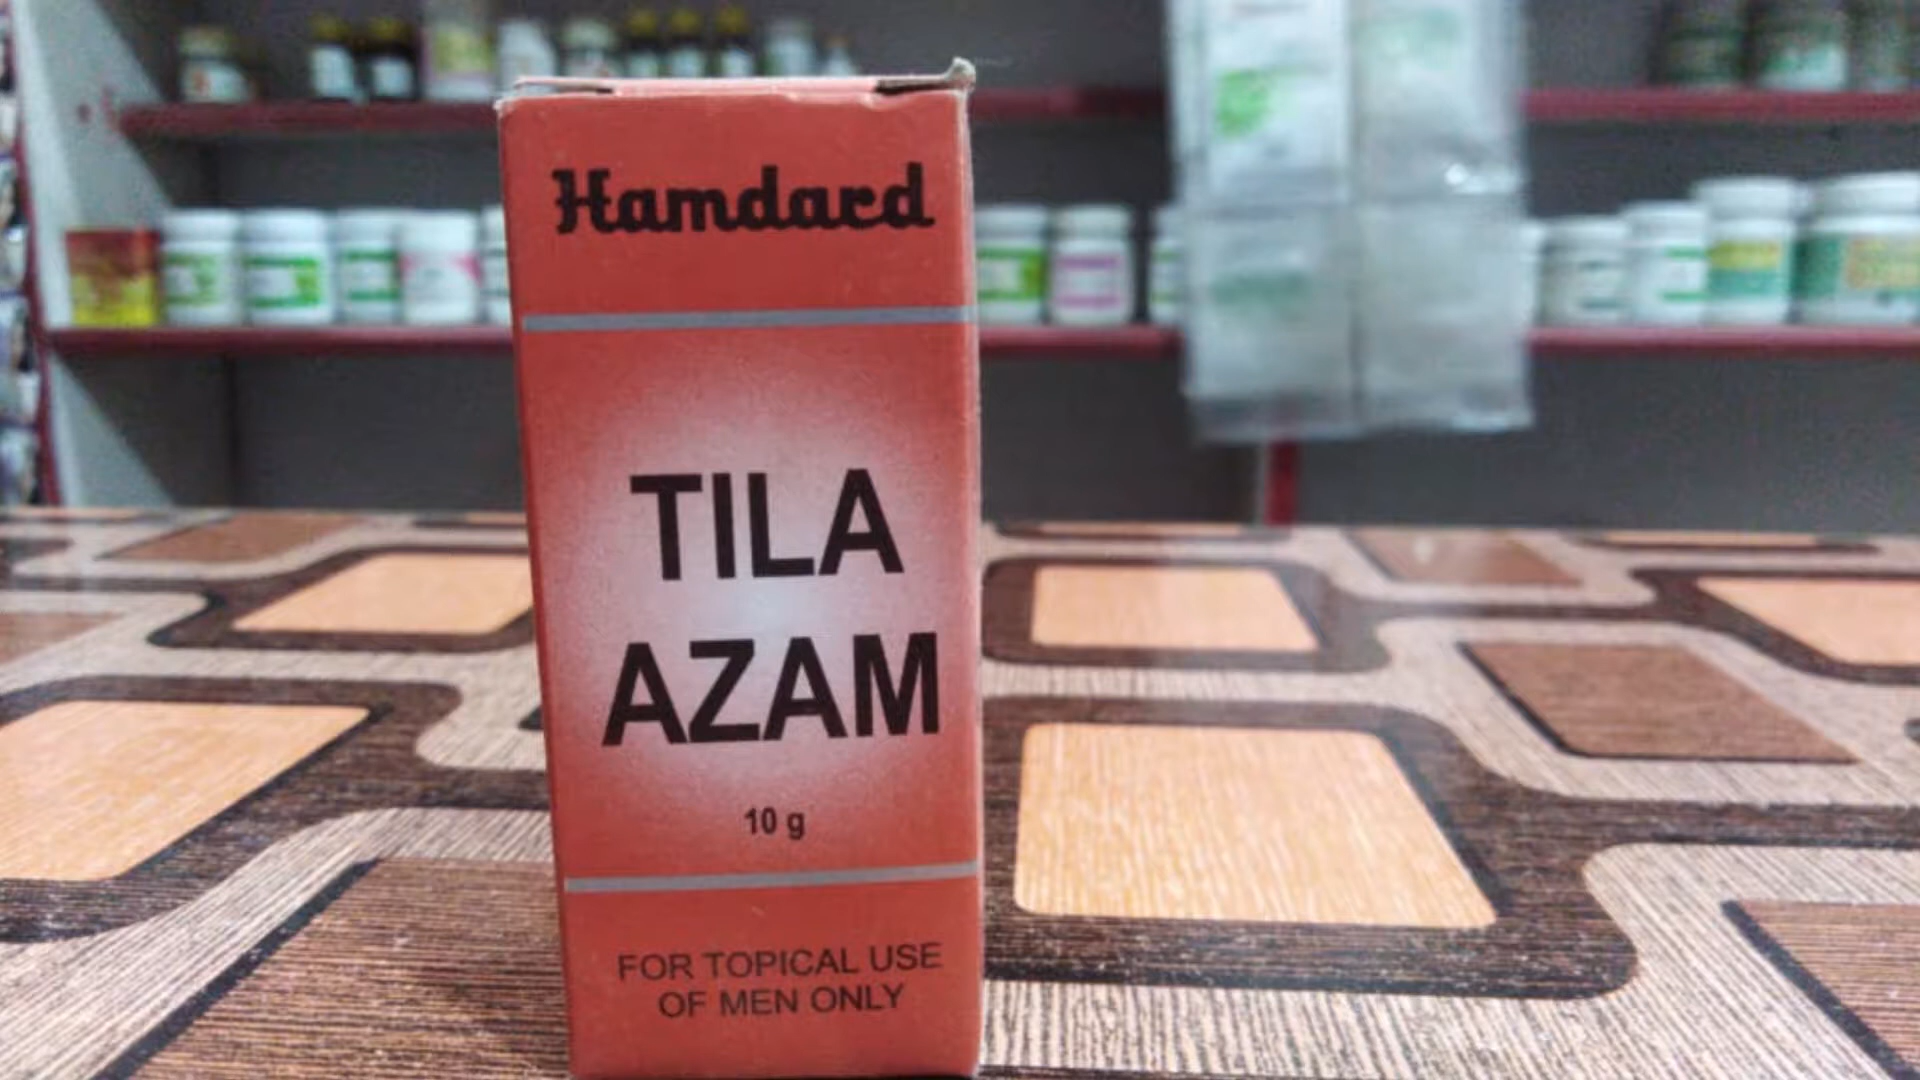 Hamdard
TILA
AZAM
10 g
FOR TOPICAL USE
OF MEN ONLY